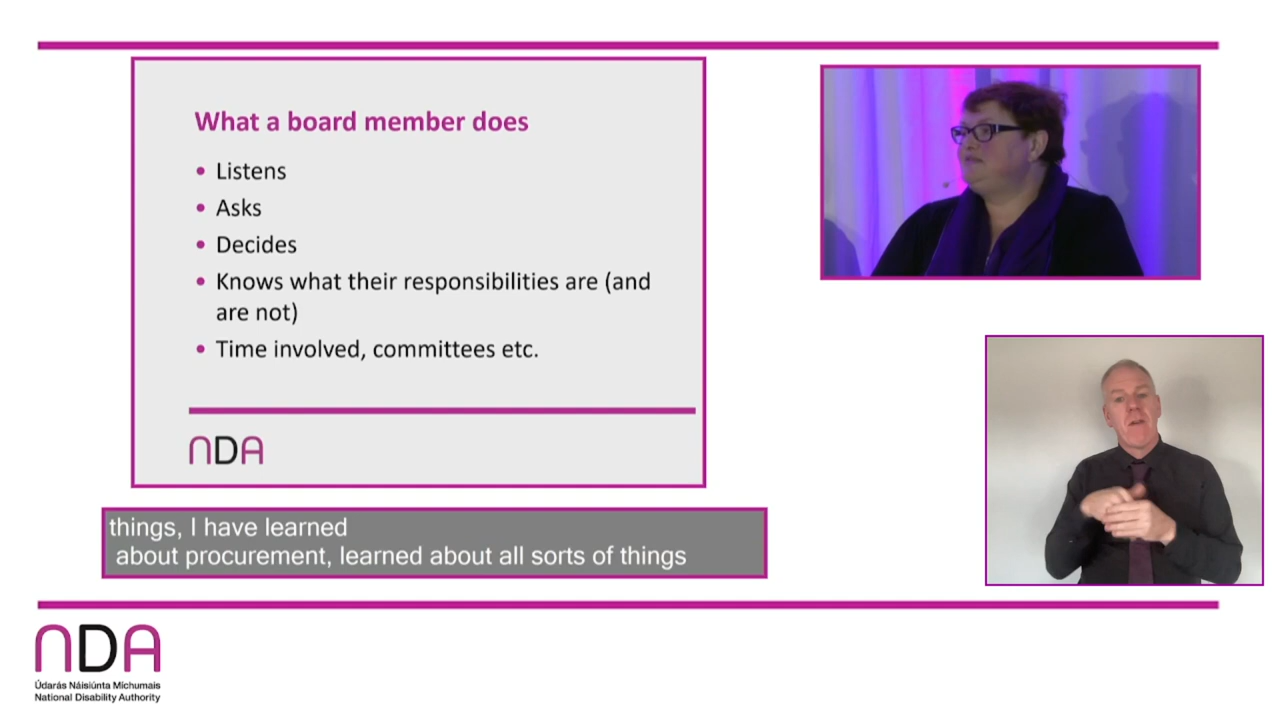 What a board member does
• Listens
• Asks
• Decides
• Knows what their responsibilities are (and
are not)
• Time involved, committees etc.
NDA
things, I have learned
about procurement, learned about all sorts of things
NDA
Údarás Náisiúnta Míchumais
National Disability Authority